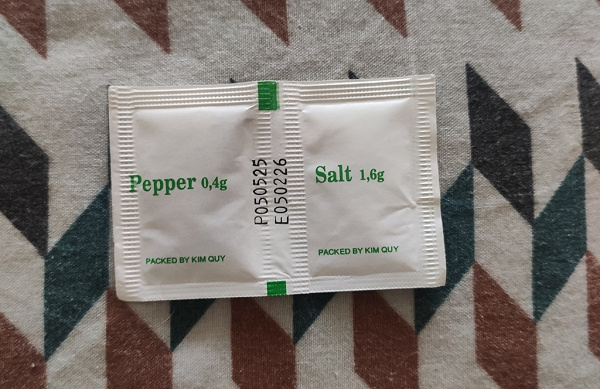 Pepper 0,4g
PACKED BY KIM QUY
P050525
E050226
Salt 1,6g
PACKED BY KIM QUY